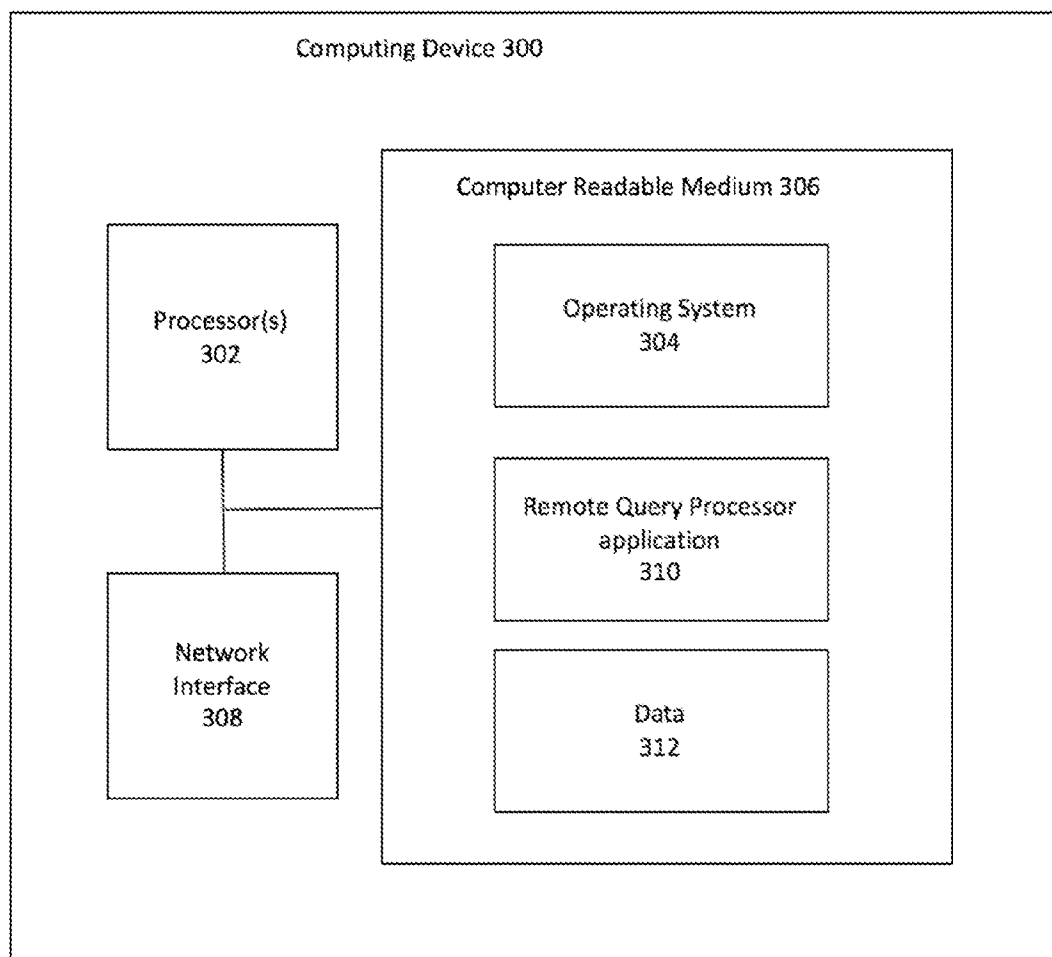 Computing Device 300
Computer Readable Medium 306
Processor(s)
302
Operating System
304
Remote Query Processor
application
310
Network
Interface
308
Data
312